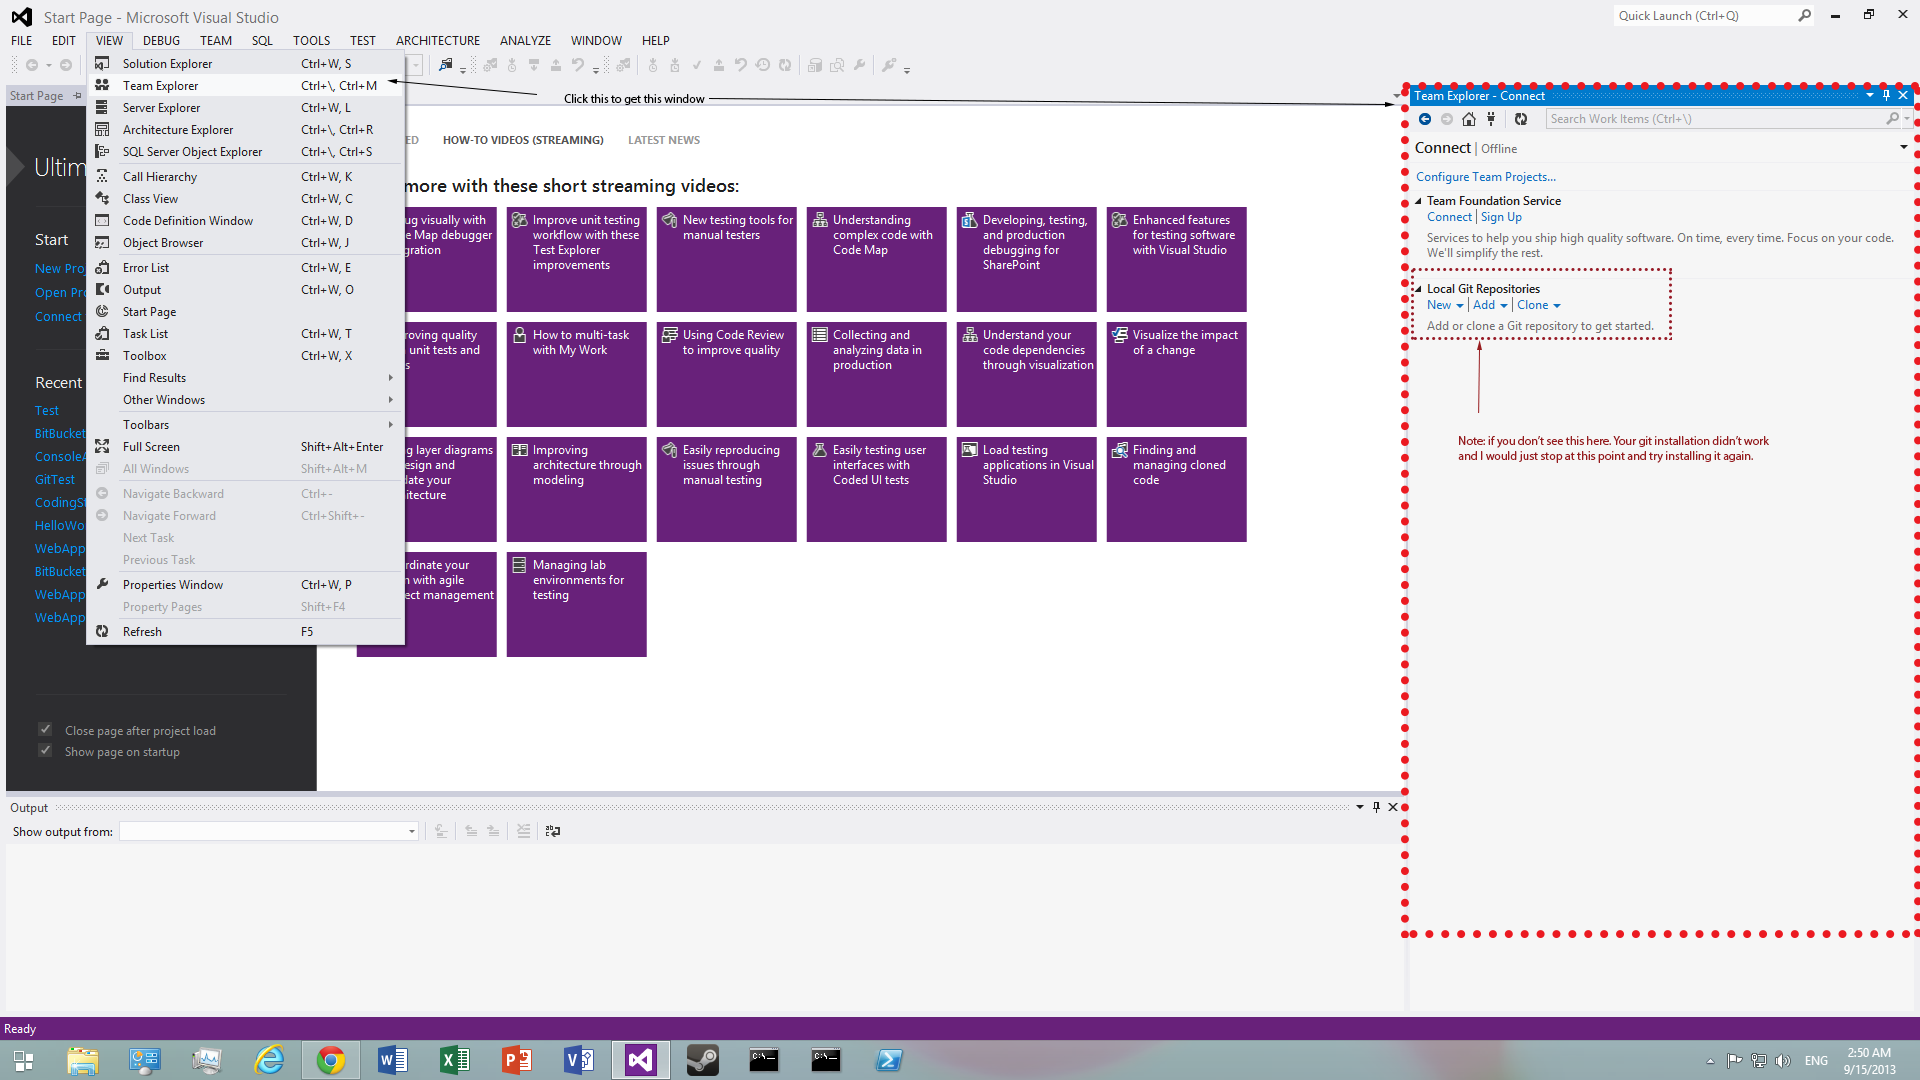 Start Page - Microsoft Visual Studio
Quick Launch (Ctrl+Q)
FILE EDIT VIEW DEBUG TEAM SQL TOOLS TEST ARCHITECTURE ANALYZE WINDOW HELP
Solution Explorer Ctrl+W, S
Team Explorer Ctrl+\, Ctrl+M
Server Explorer Ctrl+W, L
Architecture Explorer Ctrl+\, Ctrl+R
SQL Server Object Explorer Ctrl+\, Ctrl+S
Call Hierarchy Ctrl+W, K
Class View Ctrl+W, C
Code Definition Window Ctrl+W, D
Object Browser Ctrl+W, J
Error List Ctrl+W, E
Output Ctrl+W, O
Start Page
Task List Ctrl+W, T
Toolbox Ctrl+W, X
Find Results
Other Windows
Toolbars
Full Screen Shift+Alt+Enter
All Windows Shift+Alt+M
Navigate Backward Ctrl+-
Navigate Forward Ctrl+Shift+-
Next Task
Previous Task
Properties Window Ctrl+W, P
Property Pages Shift+F4
Refresh F5
Start Page
Ultim
Start
New Proj
Open Pro
Connect
Recent
Test
BitBucket
ConsoleA
GitTest
CodingSt
HelloWo
WebApp
BitBucket
WebApp
WebApp
Close page after project load
Show page on startup
Click this to get this window
ED HOW-TO VIDEOS (STREAMING) LATEST NEWS
more with these short streaming videos:
ug visually with
e Map debugger
gration
Improve unit testing
workflow with these
Test Explorer
improvements
New testing tools for
manual testers
Understanding
complex code with
Code Map
Developing, testing,
and production
debugging for
SharePoint
Enhanced features
for testing software
with Visual Studio
roving quality
unit tests and
s
How to multi-task
with My Work
Using Code Review
to improve quality
Collecting and
analyzing data in
production
Understand your
code dependencies
through visualization
Visualize the impact
of a change
g layer diagrams
esign and
date your
itecture
Improving
architecture through
modeling
Easily reproducing
issues through
manual testing
Easily testing user
interfaces with
Coded UI tests
Load testing
applications in Visual
Studio
Finding and
managing cloned
code
rdinate your
n with agile
ect management
Managing lab
environments for
testing
Team Explorer - Connect
Search Work Items (Ctrl+\)
Connect | Offline
Configure Team Projects...
Team Foundation Service
Connect | Sign Up
Services to help you ship high quality software. On time, every time. Focus on your code.
We'll simplify the rest.
Local Git Repositories
New | Add | Clone
Add or clone a Git repository to get started.
Note: if you don't see this here. Your git installation didn't work
and I would just stop at this point and try installing it again.
Output
Show output from:
Ready
ENG
2:50 AM
9/15/2013